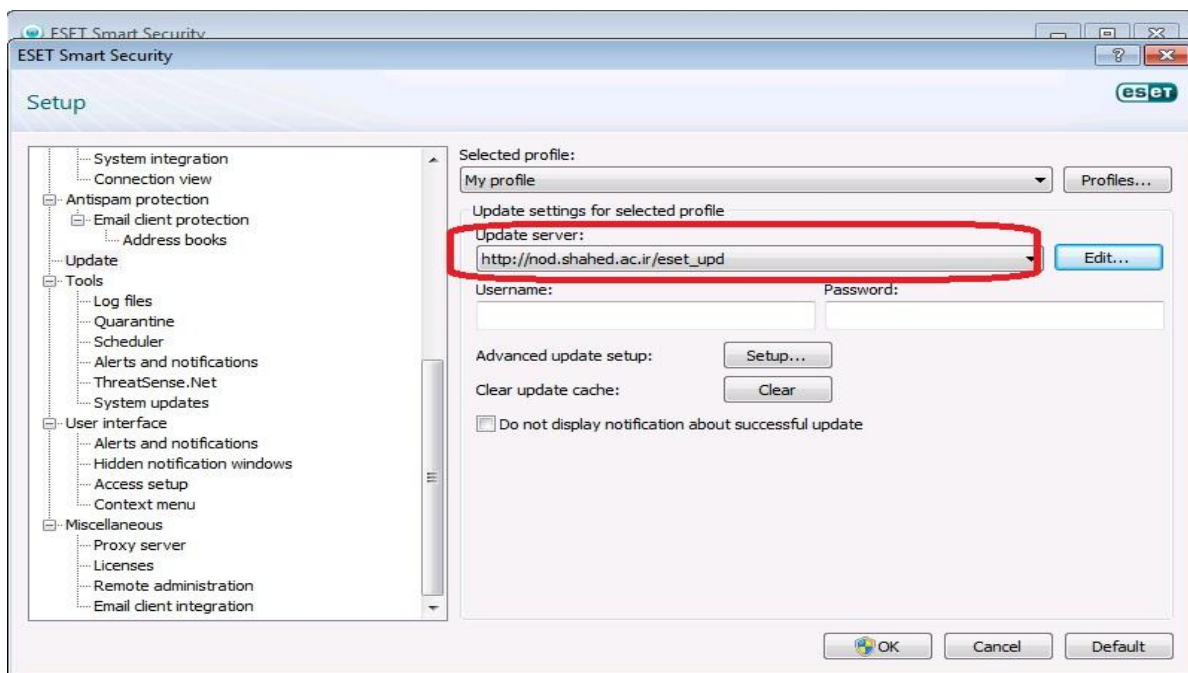 ESET Smart Security
ESET Smart Security
Setup
eseT
System integration
Connection view
Antispam protection
Email client protection
Address books
Update
Tools
Log files
Quarantine
Scheduler
Alerts and notifications
ThreatSense.Net
System updates
User interface
Alerts and notifications
Hidden notification windows
Access setup
Context menu
Miscellaneous
Proxy server
Licenses
Remote administration
Email client integration
Selected profile:
My profile Profiles...
Update settings for selected profile
Update server:
http://nod.shahed.ac.ir/eset_upd Edit...
Username: Password:
Advanced update setup: Setup...
Clear update cache: Clear
Do not display notification about successful update
OK Cancel Default